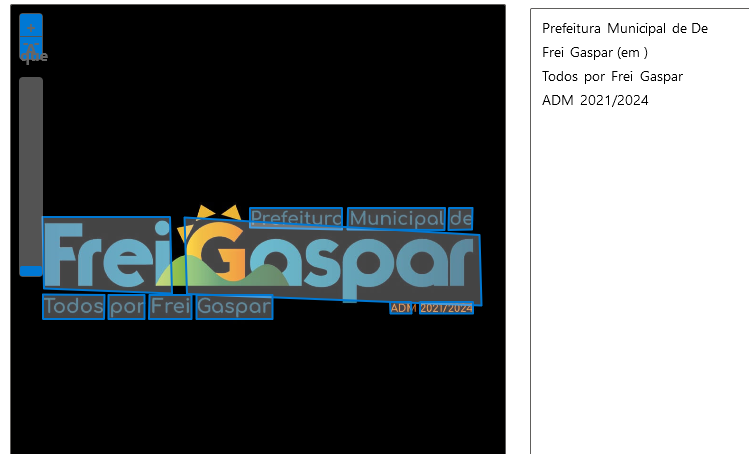 que
Prefeitura Municipal de
Frei Gaspar
Todos por Frei Gaspar
ADM 2021/2024
Prefeitura Municipal de De
Frei Gaspar (em )
Todos por Frei Gaspar
ADM 2021/2024